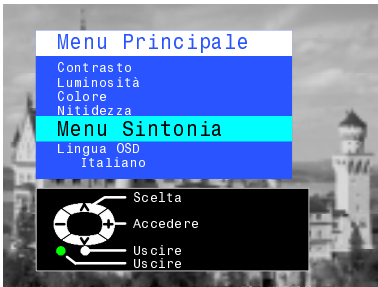 Menu Principale
Contrasto
Luminosità
Colore
Nitidezza
Menu Sintonia
Lingua OSD
Italiano
Scelta
Accedere
Uscire
Uscire